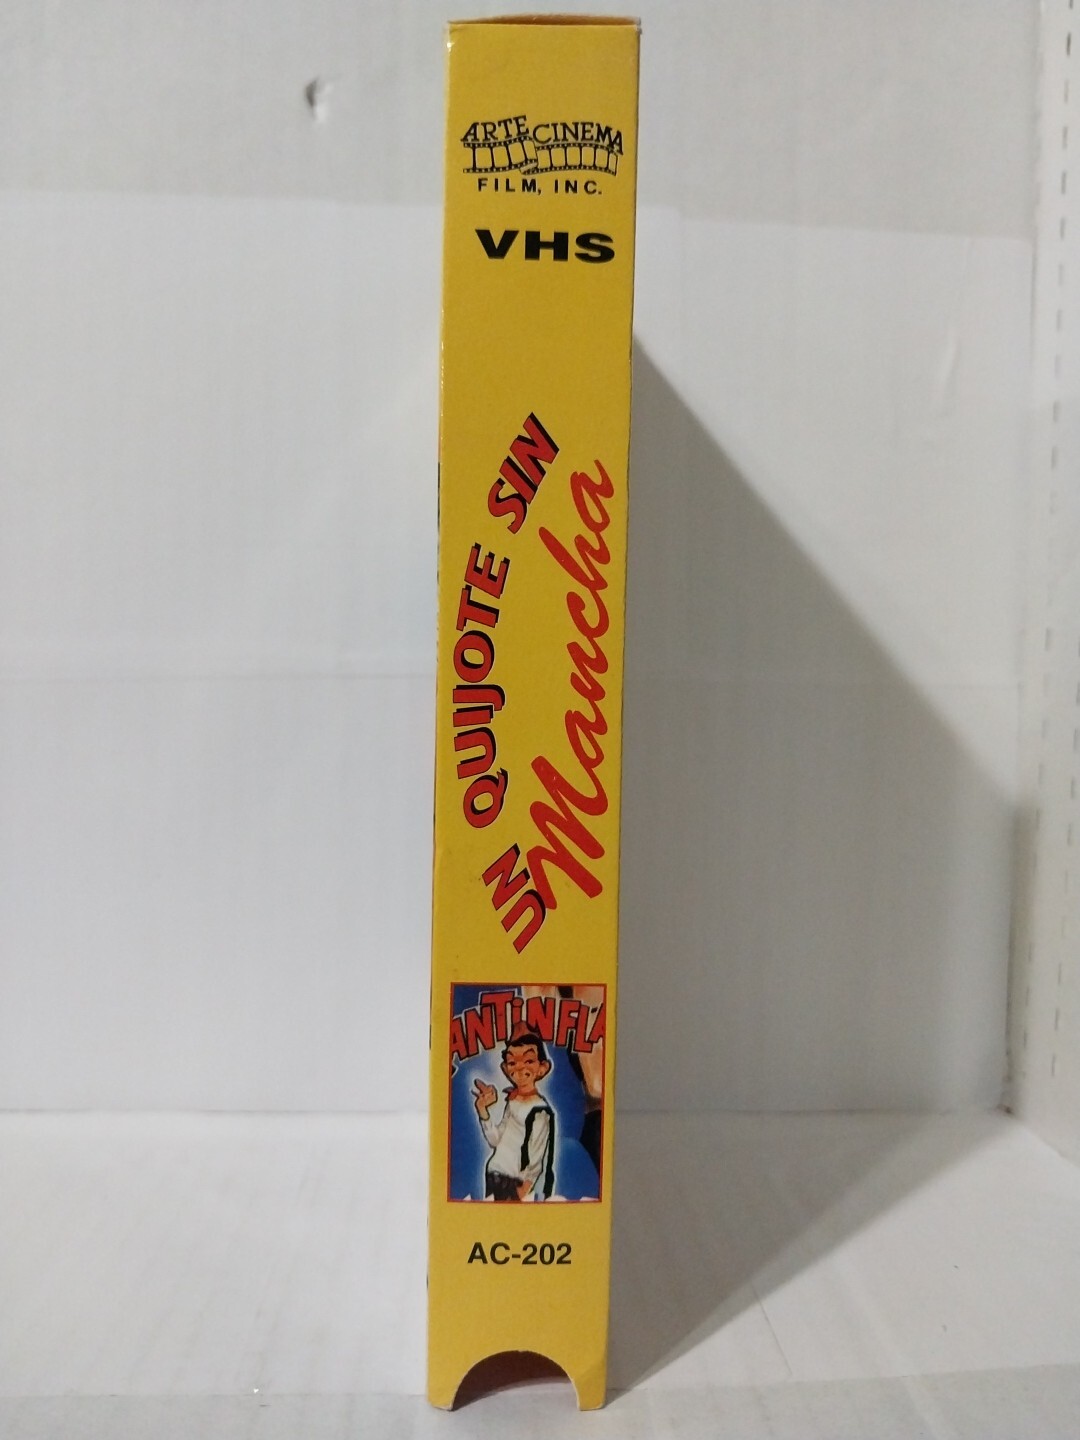 ARTE CINEMA
FILM, INC.
VHS
UN QUIJOTE SIN
Mancha
ANTINFLA
AC-202